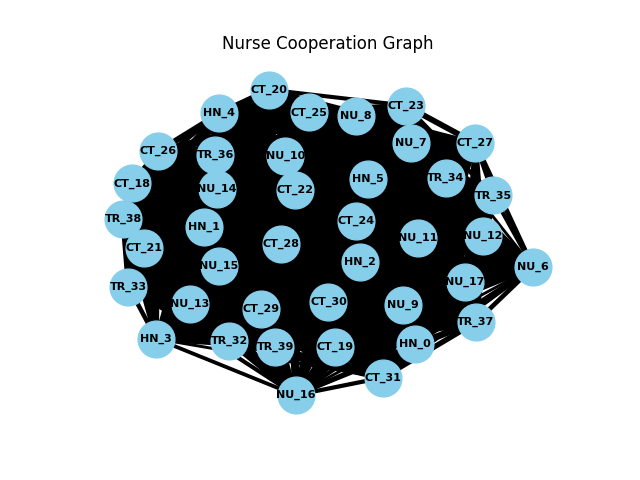 Nurse Cooperation Graph
CT_20
CT_23
HN_4
CT_25
NU_8
NU_7
CT_27
CT_26
TR_36
NU_10
HN_5
TR_34
CT_18
NU_14
CT_22
TR_35
TR_38
HN_1
CT_24
NU_11
NU_12
CT_21
CT_28
HN_2
NU_15
NU_6
TR_33
NU_17
NU_13
CT_29
CT_30
NU_9
TR_37
HN_3
TR_32
TR_39
CT_19
HN_0
CT_31
NU_16